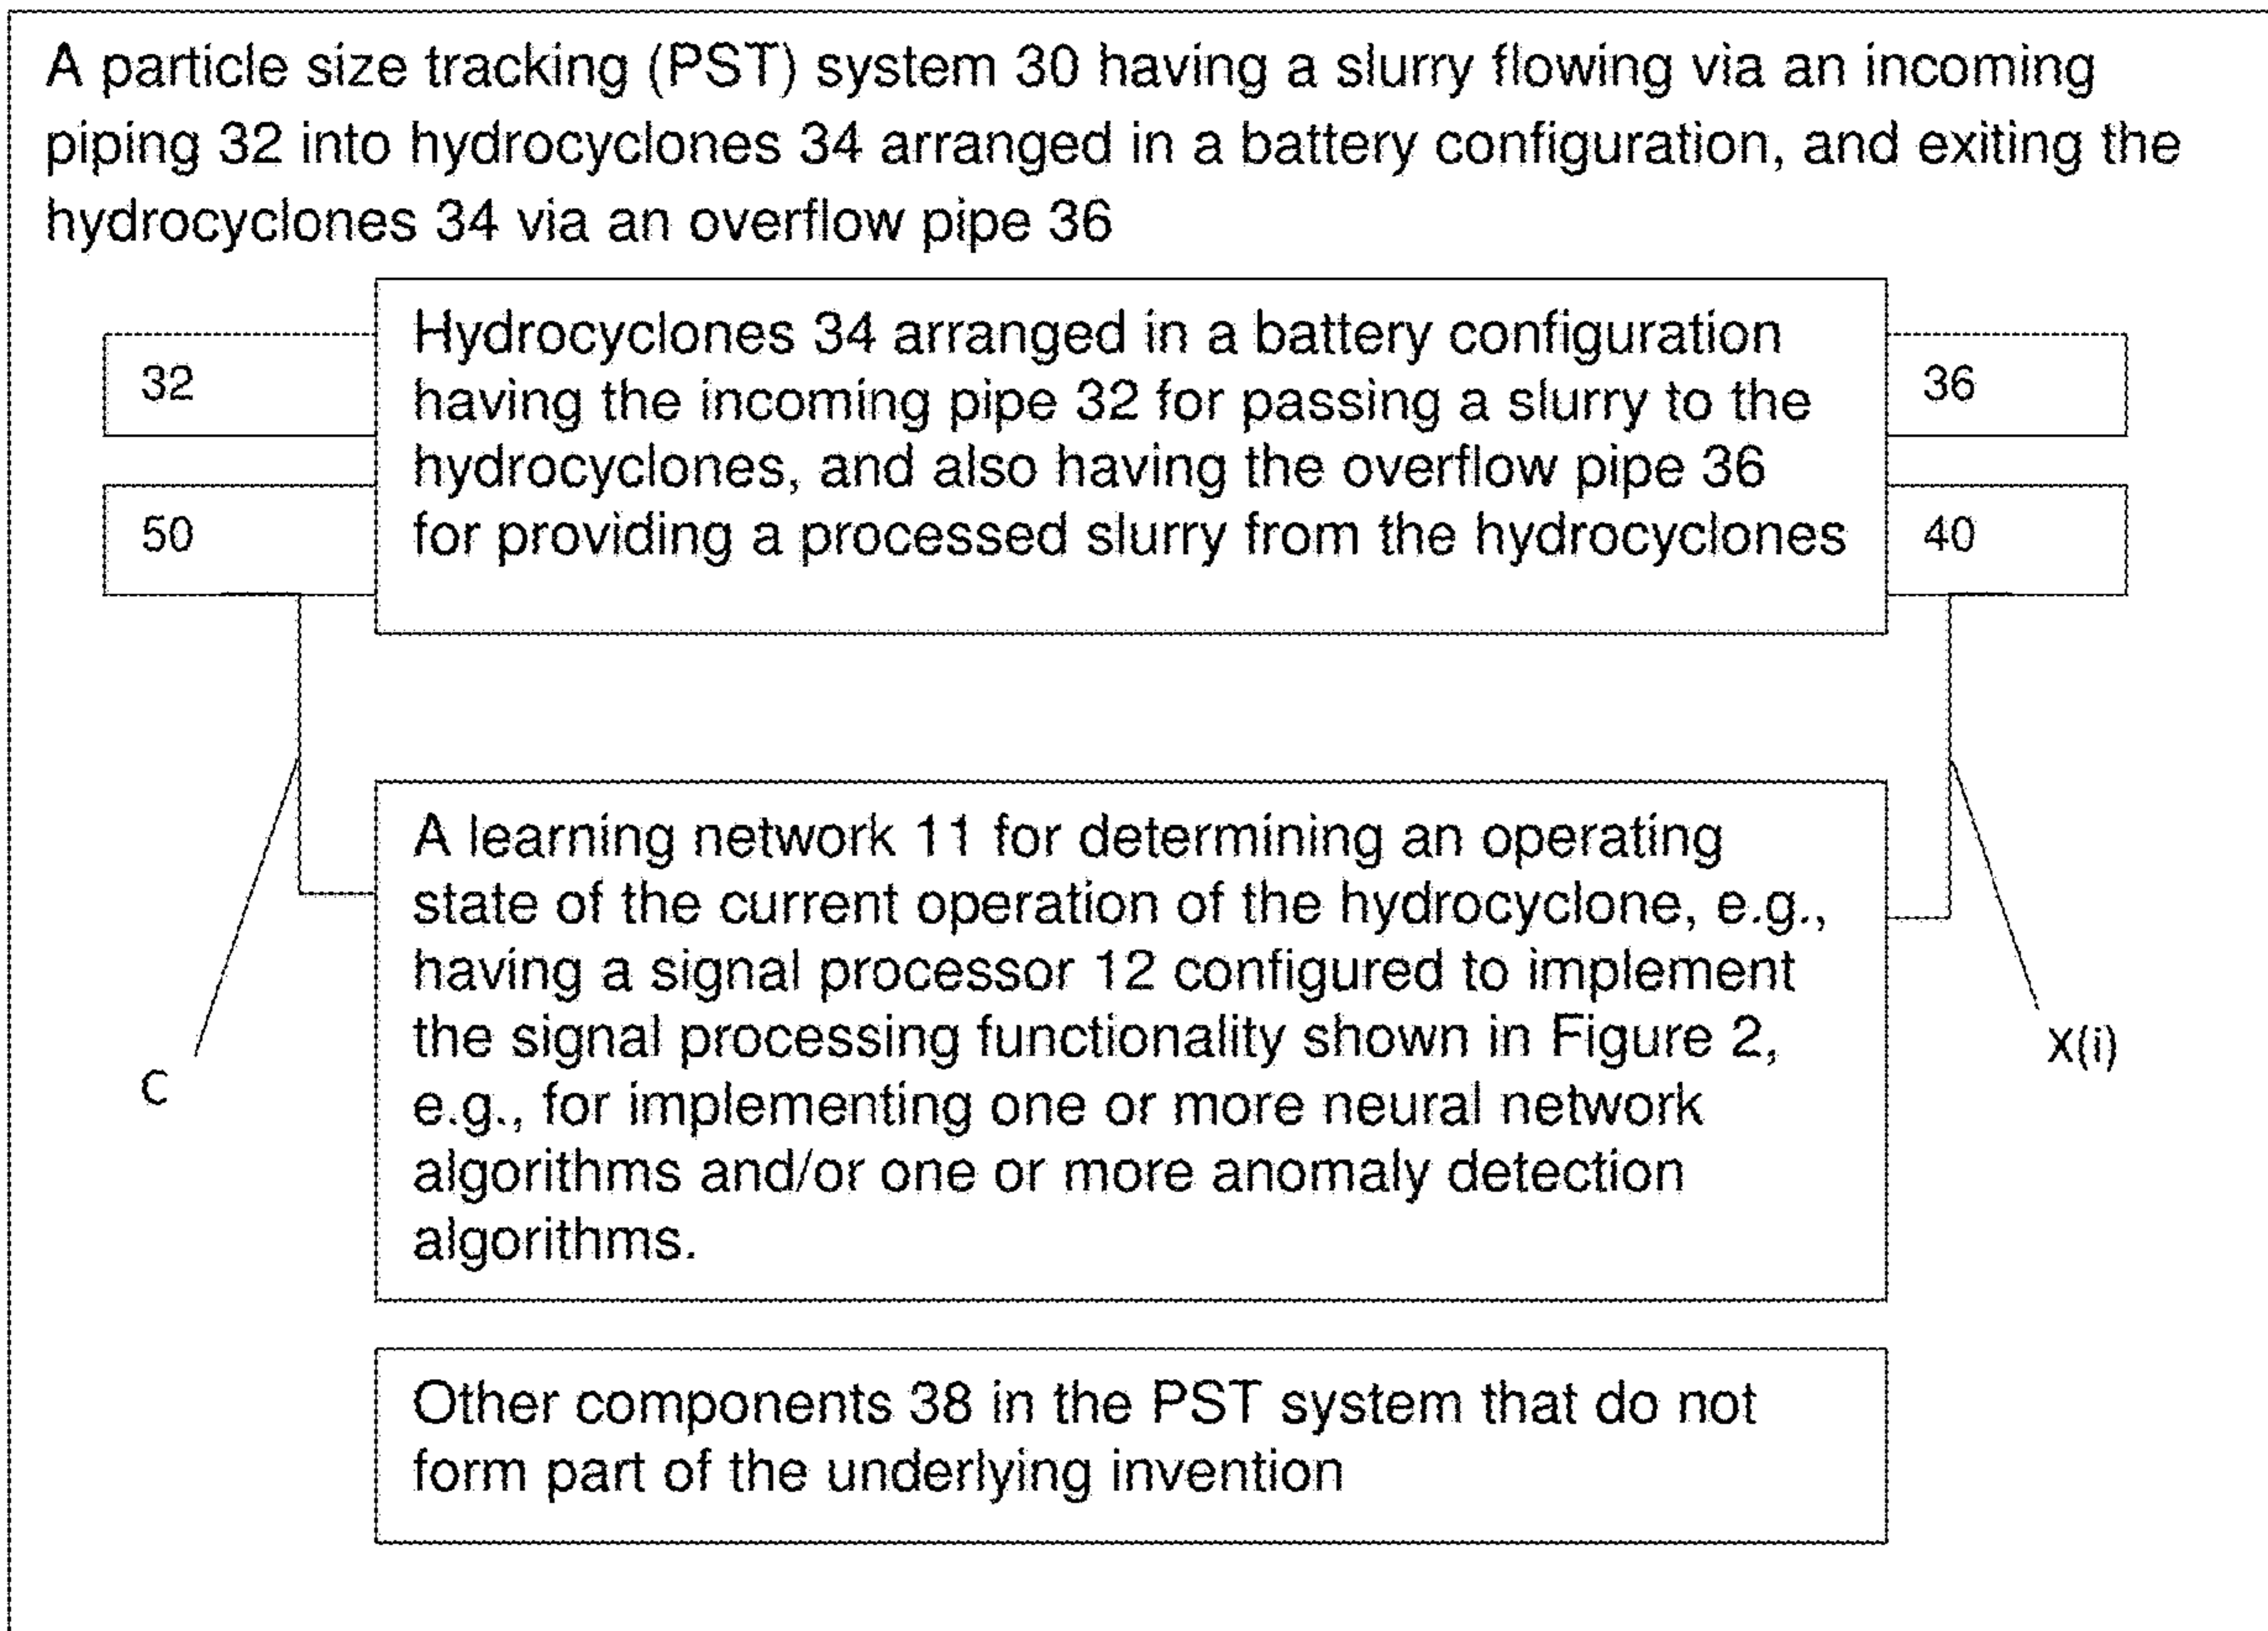 A particle size tracking (PST) system 30 having a slurry flowing via an incoming
piping 32 into hydrocyclones 34 arranged in a battery configuration, and exiting the
hydrocyclones 34 via an overflow pipe 36
32
Hydrocyclones 34 arranged in a battery configuration
having the incoming pipe 32 for passing a slurry to the
hydrocyclones, and also having the overflow pipe 36
for providing a processed slurry from the hydrocyclones
36
50
40
A learning network 11 for determining an operating
state of the current operation of the hydrocyclone, e.g.,
having a signal processor 12 configured to implement
the signal processing functionality shown in Figure 2,
e.g., for implementing one or more neural network
algorithms and/or one or more anomaly detection
algorithms.
C
X(i)
Other components 38 in the PST system that do not
form part of the underlying invention